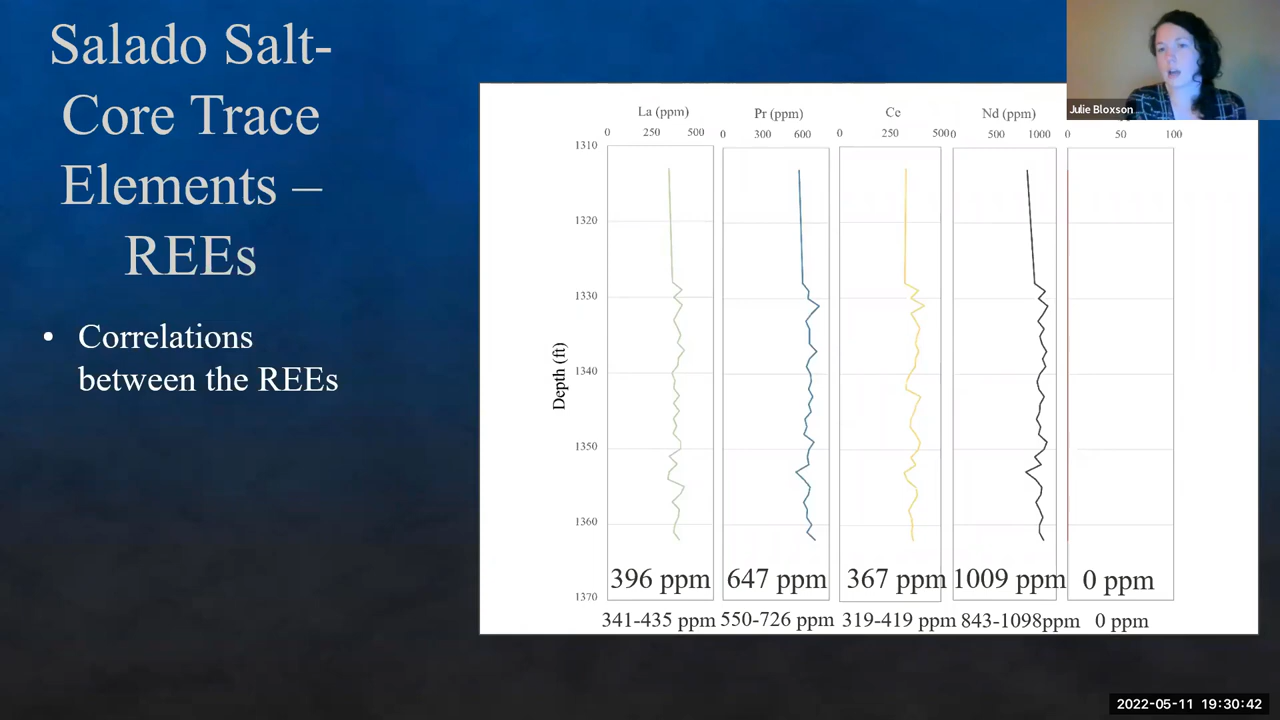 Salado Salt-
Core Trace
Elements –
REEs
• Correlations
between the REEs
La (ppm) Pr (ppm) Ce Nd (ppm)
0 250 500 0 300 600 0 250 500 0 500 1000 0 50 100
Depth (ft)
1310
1320
1330
1340
1350
1360
1370
396 ppm 647 ppm 367 ppm 1009 ppm 0 ppm
341-435 ppm 550-726 ppm 319-419 ppm 843-1098ppm 0 ppm
Julie Bloxson
2022-05-11 19:30:42